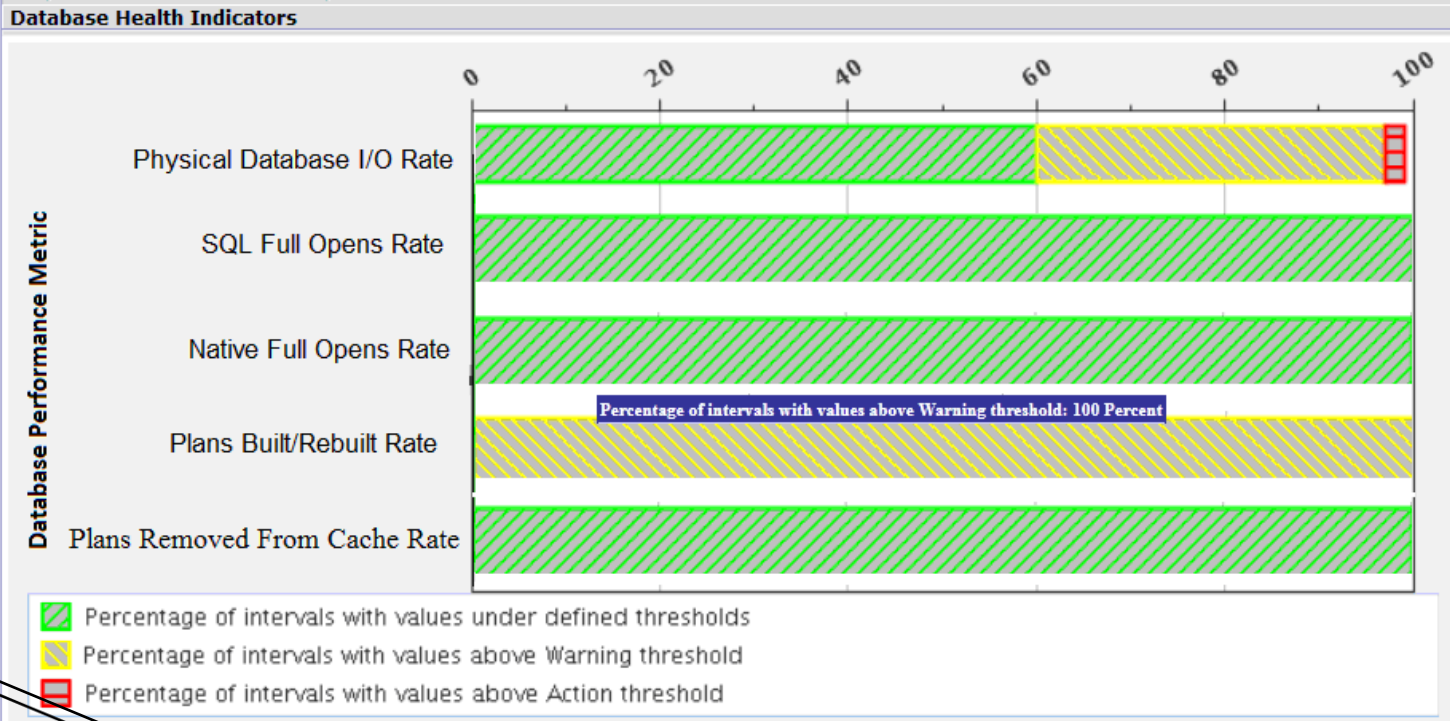 Database Health Indicators
0 20 40 60 80 100
Database Performance Metric
Physical Database I/O Rate
SQL Full Opens Rate
Native Full Opens Rate
Percentage of intervals with values above Warning threshold: 100 Percent
Plans Built/Rebuilt Rate
Plans Removed From Cache Rate
Percentage of intervals with values under defined thresholds
Percentage of intervals with values above Warning threshold
Percentage of intervals with values above Action threshold